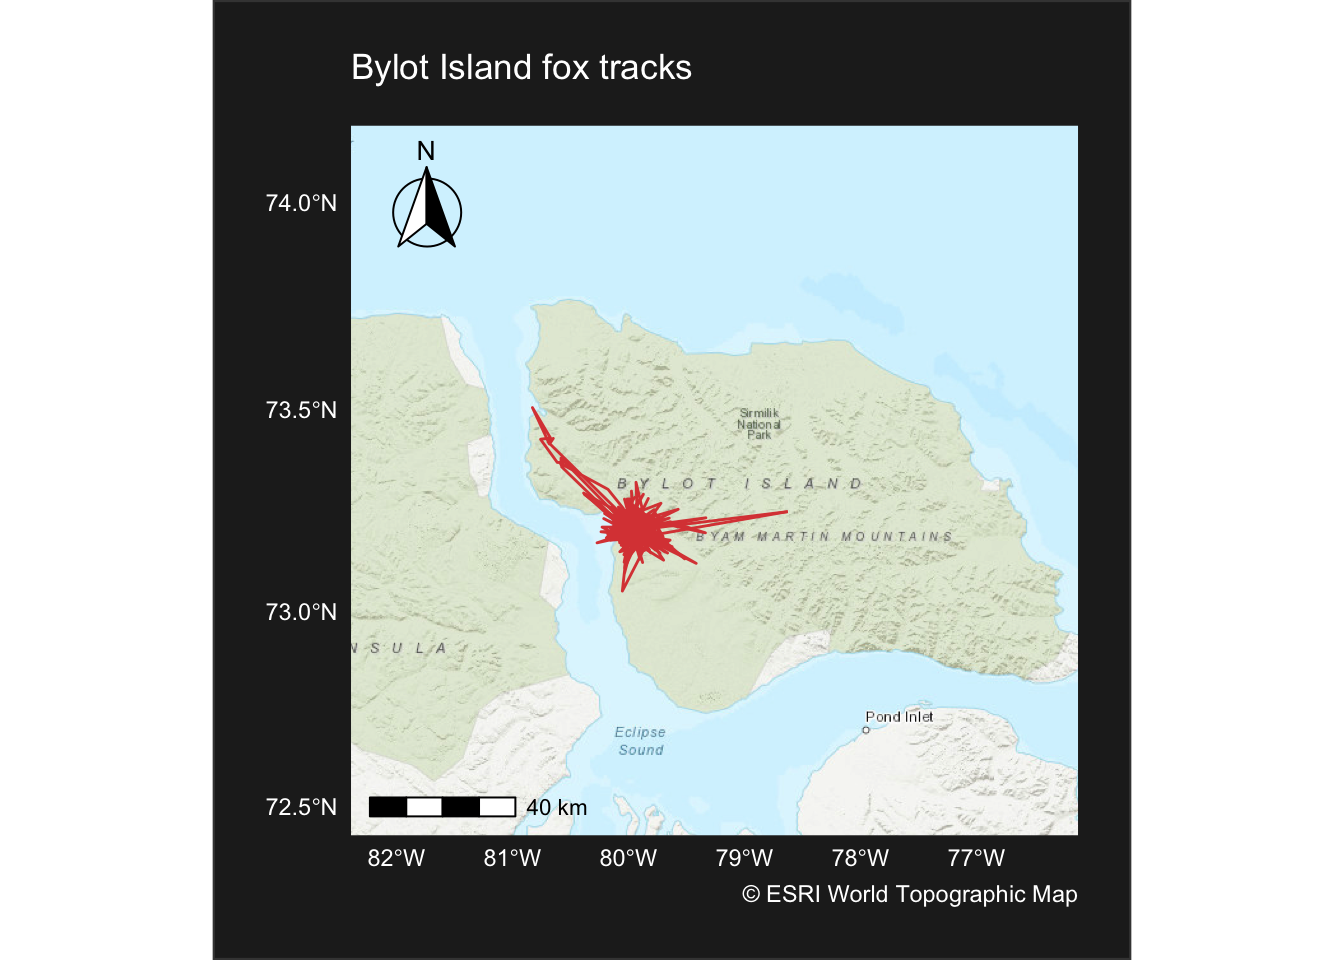 Bylot Island fox tracks
N
74.0°N
73.5°N
73.0°N
72.5°N
Sirmilik
National
Park
BYLOT ISLAND
BYAM MARTIN MOUNTAINS
NSULA
Pond Inlet
Eclipse
Sound
40 km
82°W 81°W 80°W 79°W 78°W 77°W
© ESRI World Topographic Map